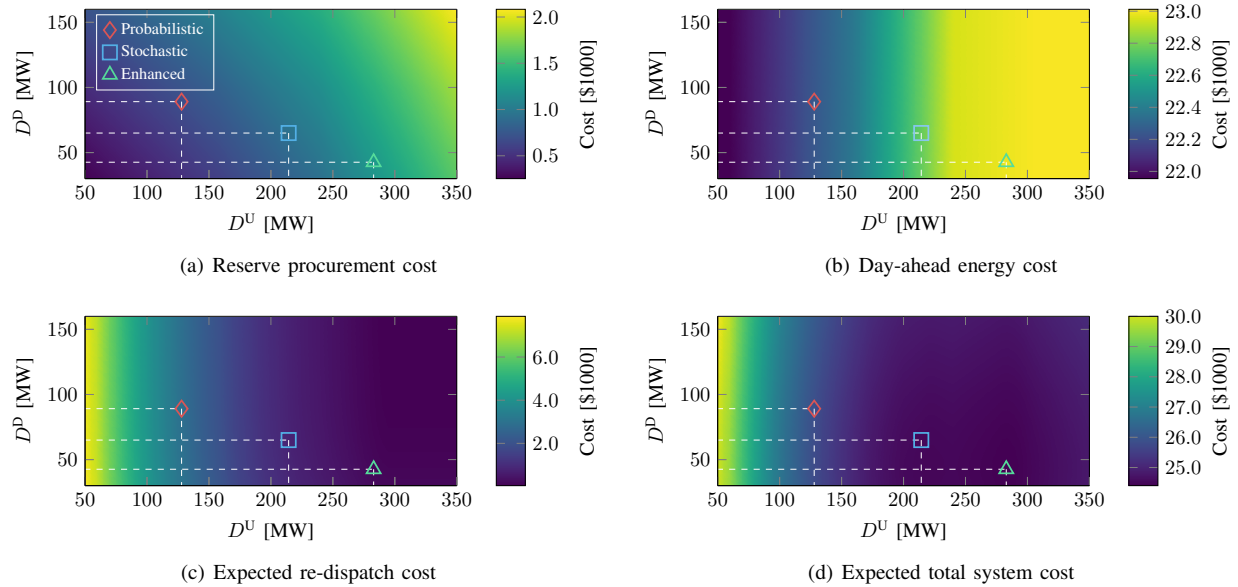 150
100
50
D^D [MW]
Probabilistic
Stochastic
Enhanced
50 100 150 200 250 300 350
D^U [MW]
2.0
1.5
1.0
0.5
Cost [$1000]
(a) Reserve procurement cost
150
100
50
D^D [MW]
50 100 150 200 250 300 350
D^U [MW]
23.0
22.8
22.6
22.4
22.2
22.0
Cost [$1000]
(b) Day-ahead energy cost
150
100
50
D^D [MW]
50 100 150 200 250 300 350
D^U [MW]
6.0
4.0
2.0
Cost [$1000]
(c) Expected re-dispatch cost
150
100
50
D^D [MW]
50 100 150 200 250 300 350
D^U [MW]
30.0
29.0
28.0
27.0
26.0
25.0
Cost [$1000]
(d) Expected total system cost